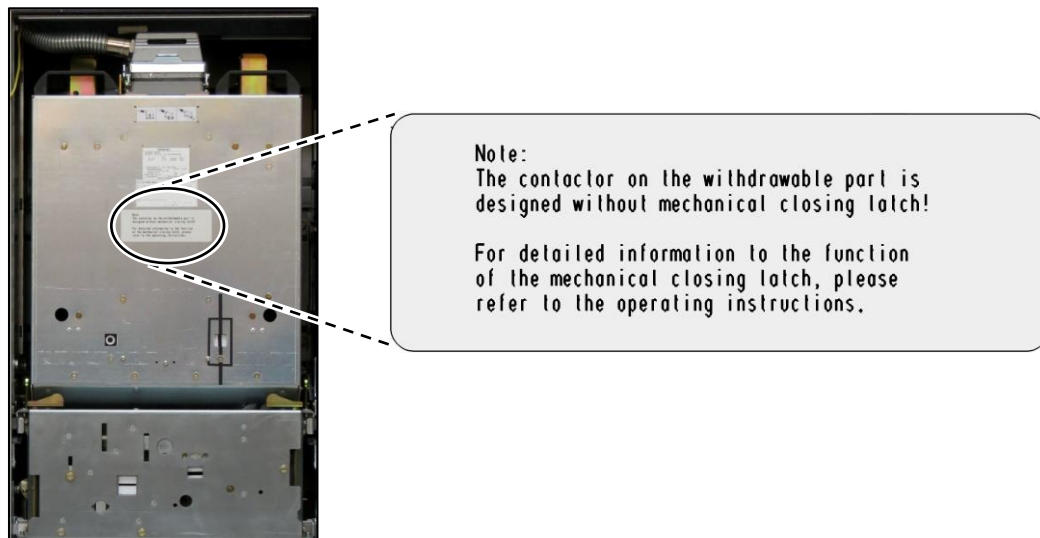 Note:
The contactor on the withdrawable part is
designed without mechanical closing latch!
For detailed information to the function
of the mechanical closing latch, please
refer to the operating instructions.